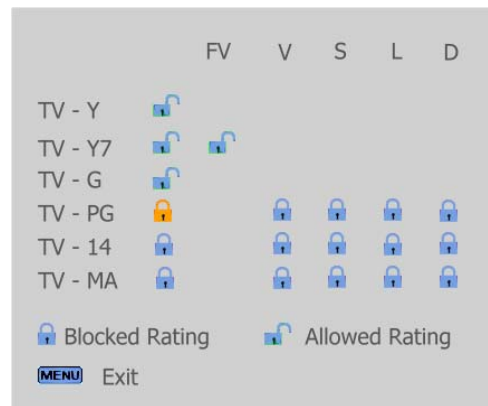 FV V S L D
TV - Y
TV - Y7
TV - G
TV - PG
TV - 14
TV - MA
Blocked Rating Allowed Rating
MENU Exit